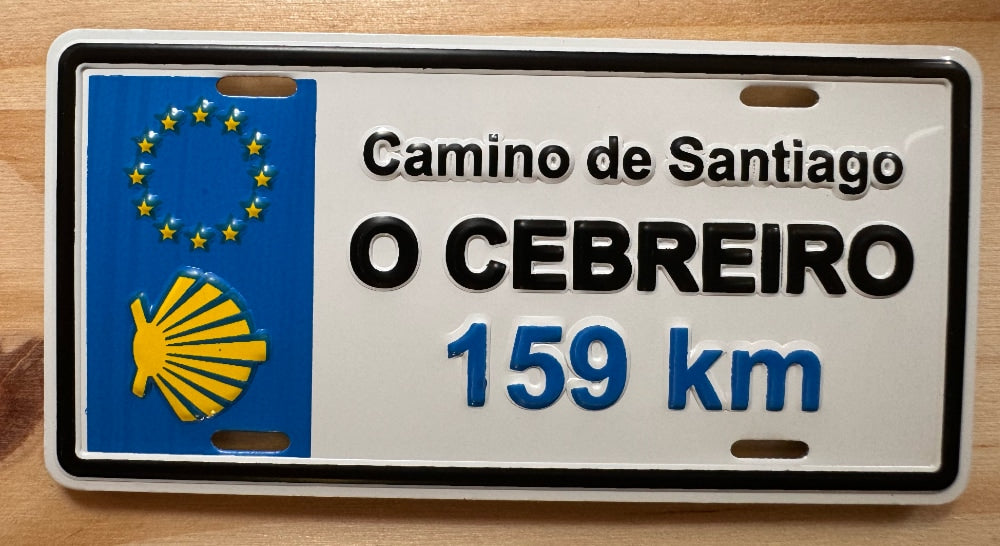 Camino de Santiago
O CEBREIRO
159 km